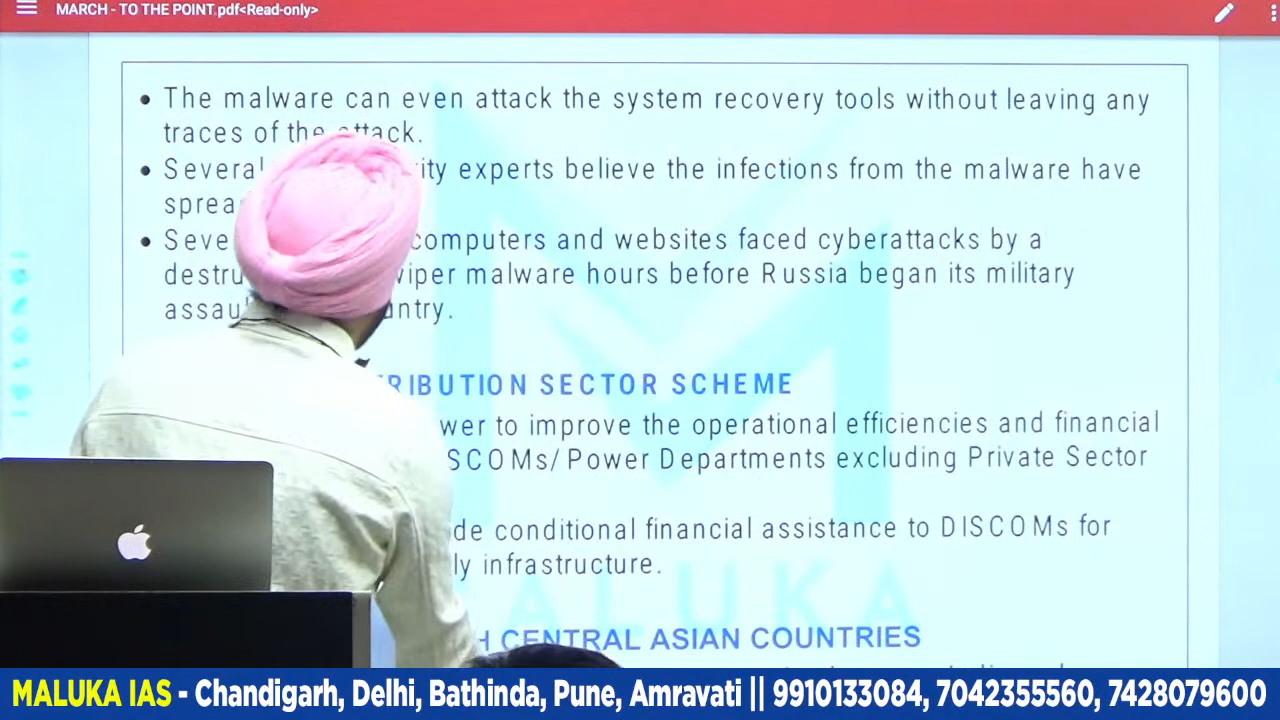 MARCH - TO THE POINT.pdf<Read-only>
• The malware can even attack the system recovery tools without leaving any
traces of the attack.
• Several ity experts believe the infections from the malware have
sprea
• Seve computers and websites faced cyberattacks by a
destru wiper malware hours before Russia began its military
assau untry.
RIBUTION SECTOR SCHEME
wer to improve the operational efficiencies and financial
SCOMs/ Power Departments excluding Private Sector
de conditional financial assistance to DISCOMs for
ly infrastructure.
H CENTRAL ASIAN COUNTRIES
MALUKA
MALUKA IAS - Chandigarh, Delhi, Bathinda, Pune, Amravati || 9910133084, 7042355560, 7428079600